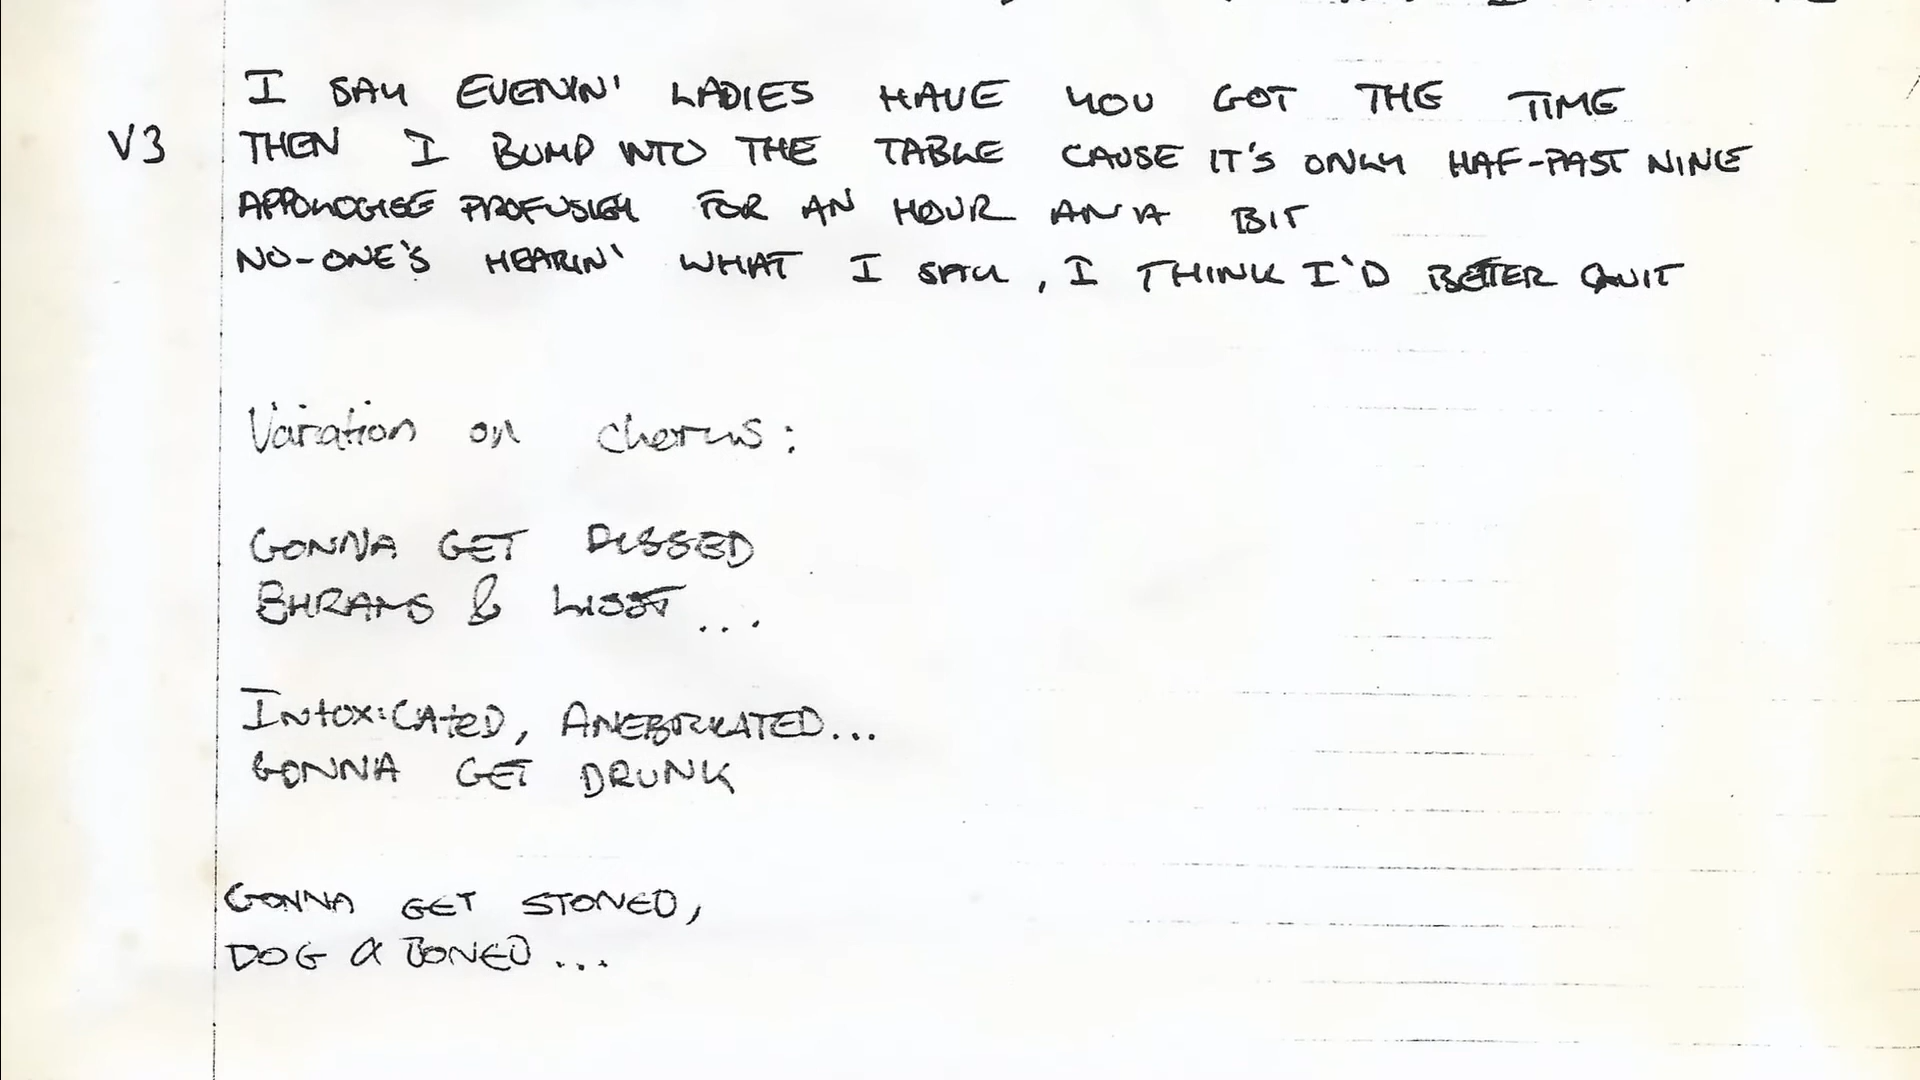 I SAY EVENIN' LADIES HAVE YOU GOT THE TIME
V3 THEN I BUMP INTO THE TABLE CAUSE IT'S ONLY HAF-PAST NINE
APPOLOGISE PROFUSLEY FOR AN HOUR AN A BIT
NO-ONE'S HEARIN' WHAT I SAY, I THINK I'D BETTER QUIT
Variation on chorus:
GONNA GET PISSED
BHRAMS & LISST...
INtOXiCAteD, ANEBRIATED...
GONNA GET DRUNK
GONNA GET STONED,
DOG & BONED...